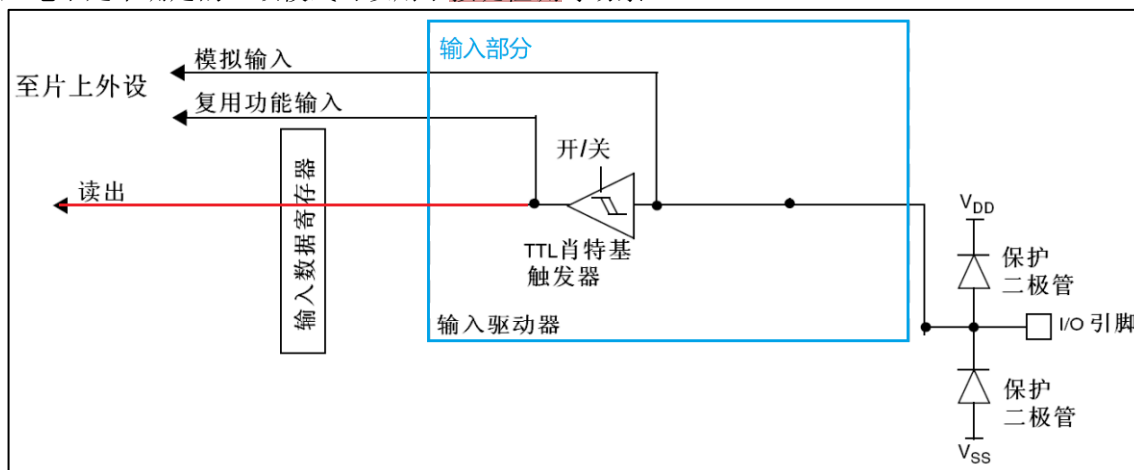 输入部分
模拟输入
至片上外设
复用功能输入
开/关
读出
输入数据寄存器
TTL肖特基
触发器
输入驱动器
VDD
保护
二极管
I/O 引脚
保护
二极管
VSS